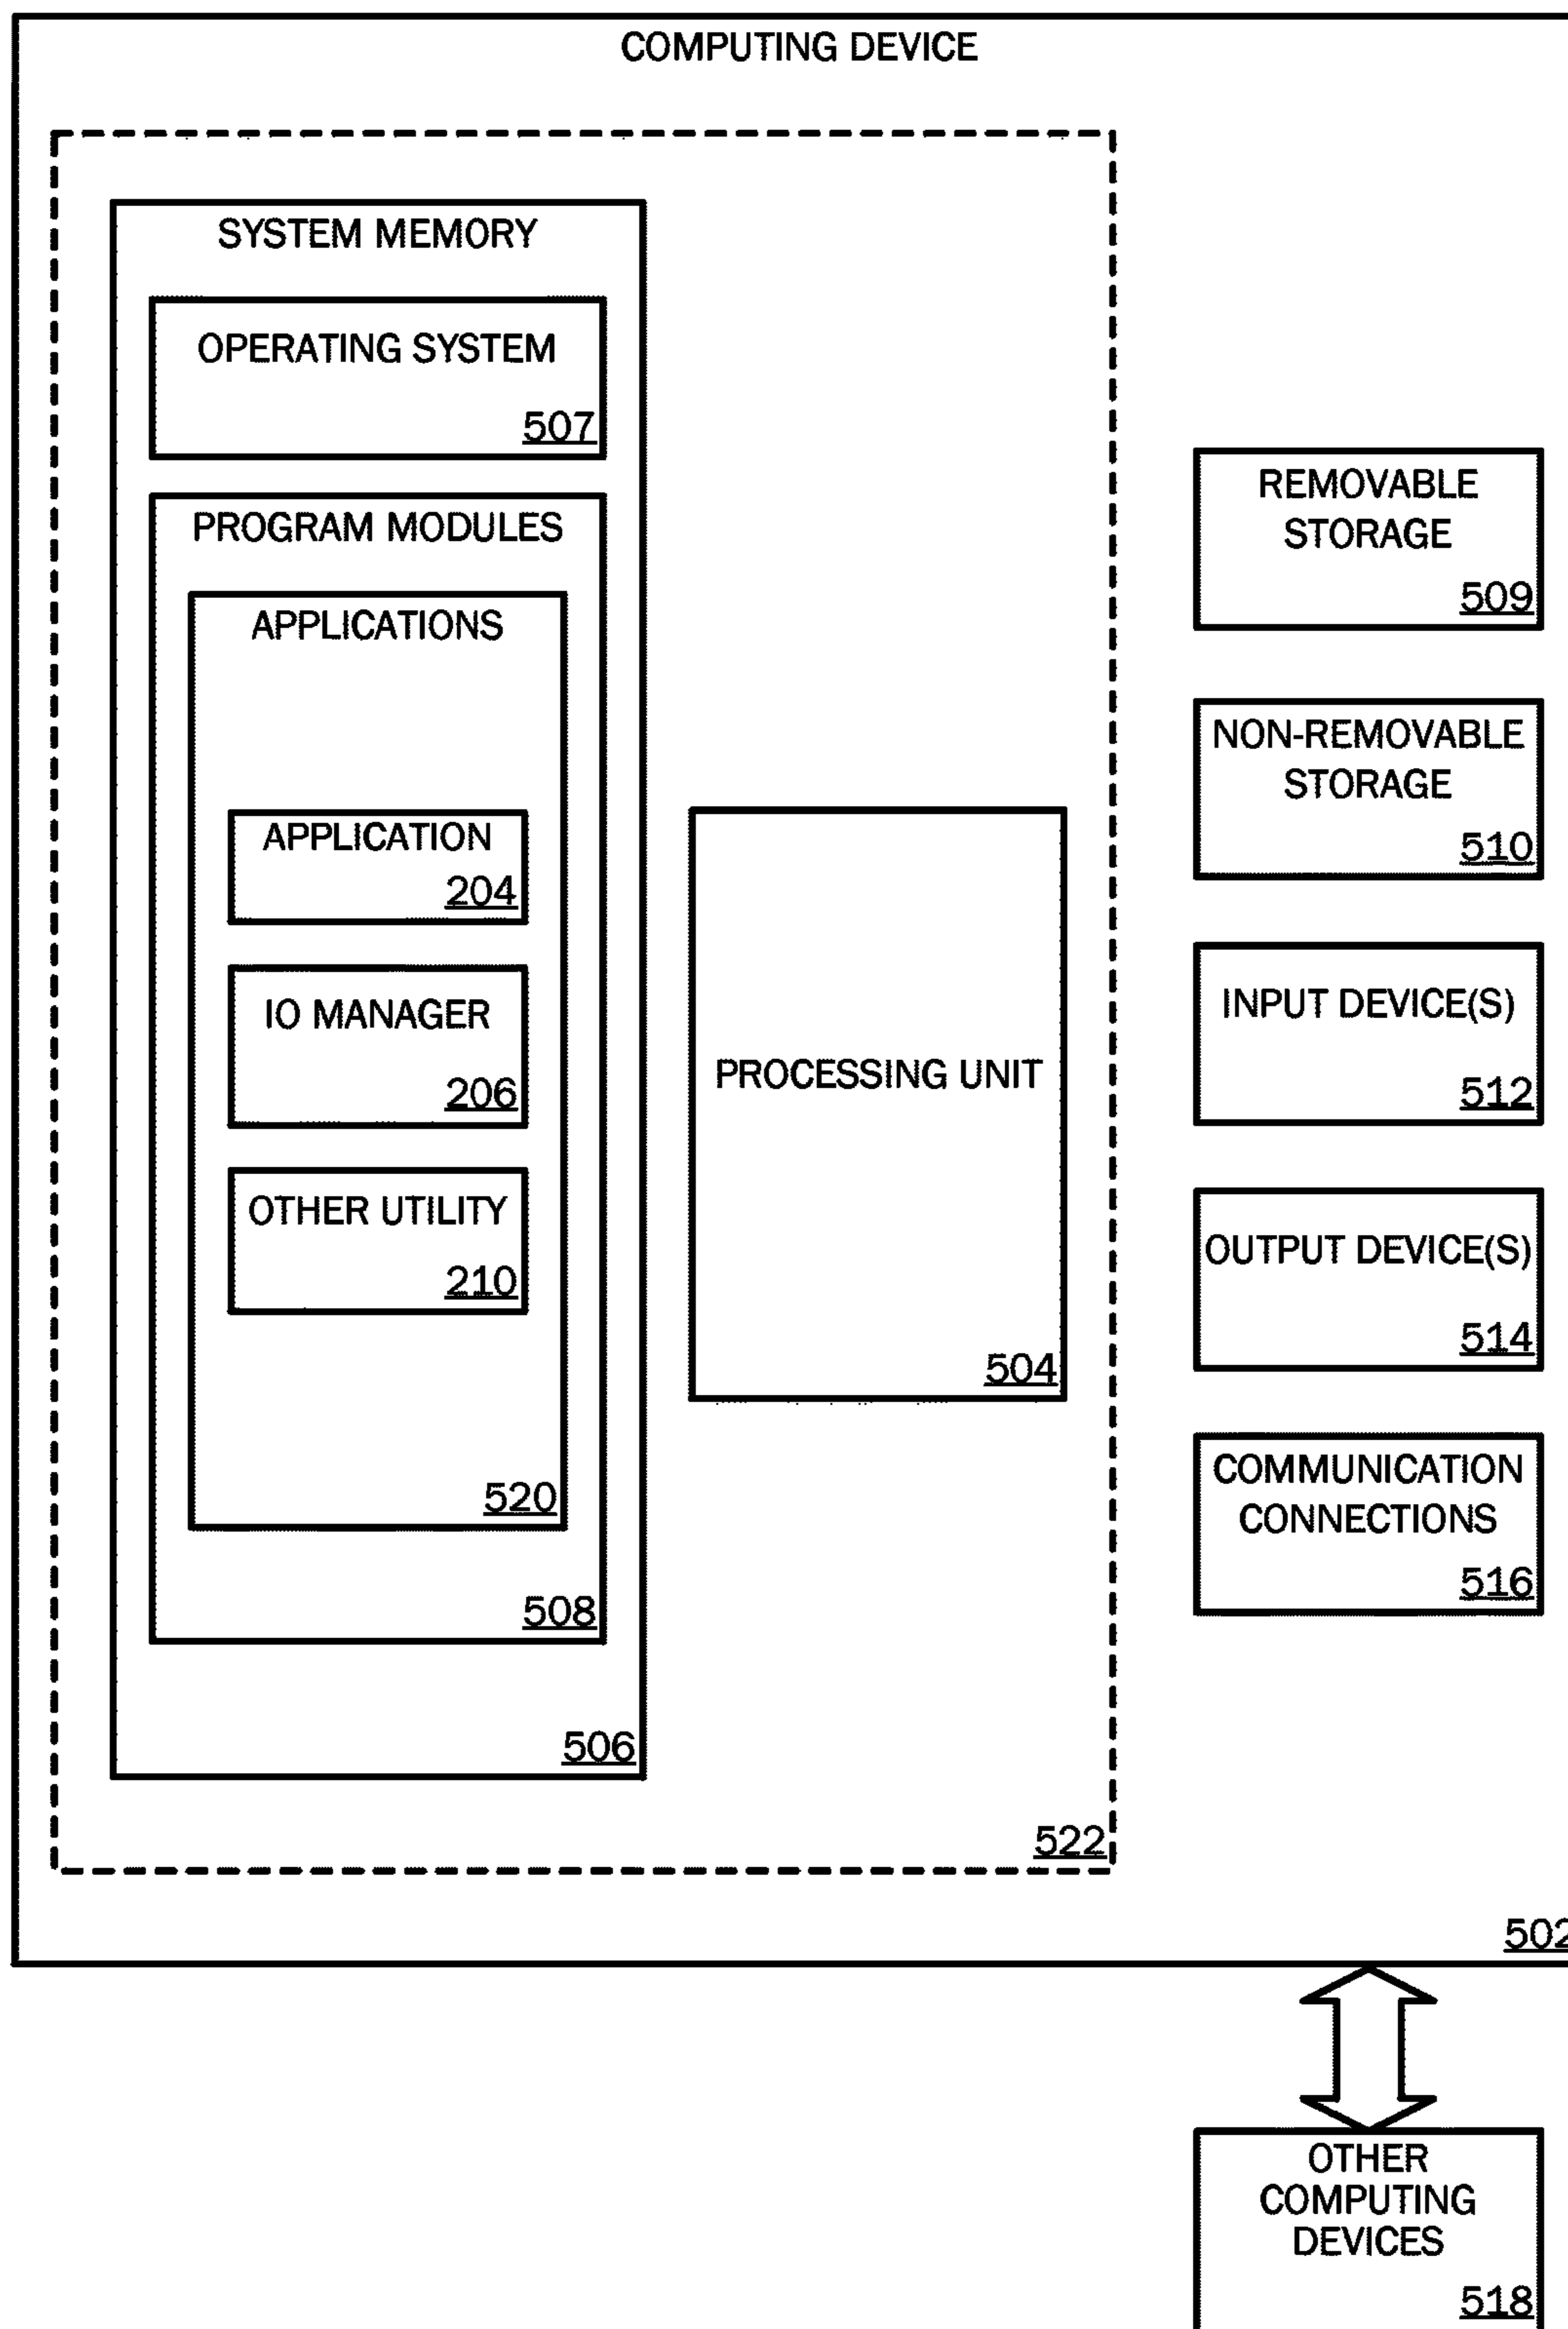 COMPUTING DEVICE
SYSTEM MEMORY
OPERATING SYSTEM
507
PROGRAM MODULES
APPLICATIONS
APPLICATION
204
IO MANAGER
206
OTHER UTILITY
210
520
508
506
PROCESSING UNIT
504
522
REMOVABLE
STORAGE
509
NON-REMOVABLE
STORAGE
510
INPUT DEVICE(S)
512
OUTPUT DEVICE(S)
514
COMMUNICATION
CONNECTIONS
516
502
OTHER
COMPUTING
DEVICES
518